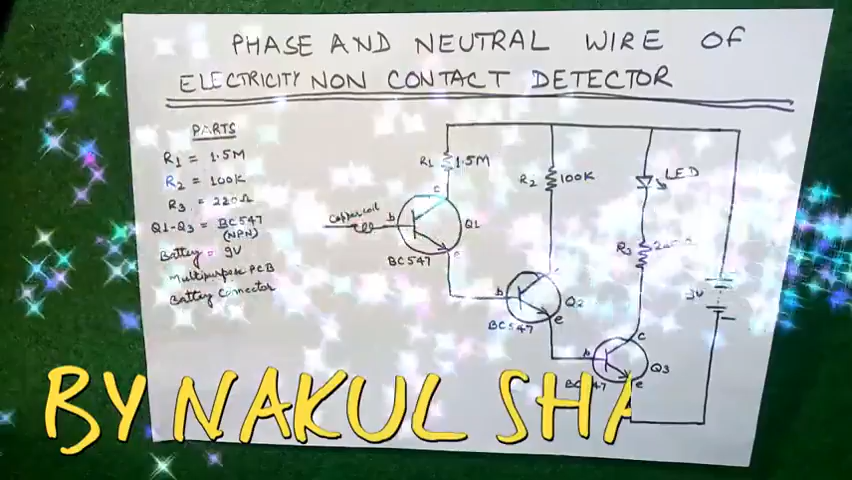 PHASE AND NEUTRAL WIRE OF
ELECTRICITY NON CONTACT DETECTOR
PARTS
R1 = 1.5M
R2 = 100K
R3 = 220Ω
Q1-Q3 = BC547
(NPN)
Battery = 9V
Multipurpose PCB
Battery Connector
R1 1.5M
R2 100K
LED
R3
Copper coil
b
c
e
Q1
BC547
b
e
Q2
BC547
b
c
e
Q3
9V
BY NAKUL SHA